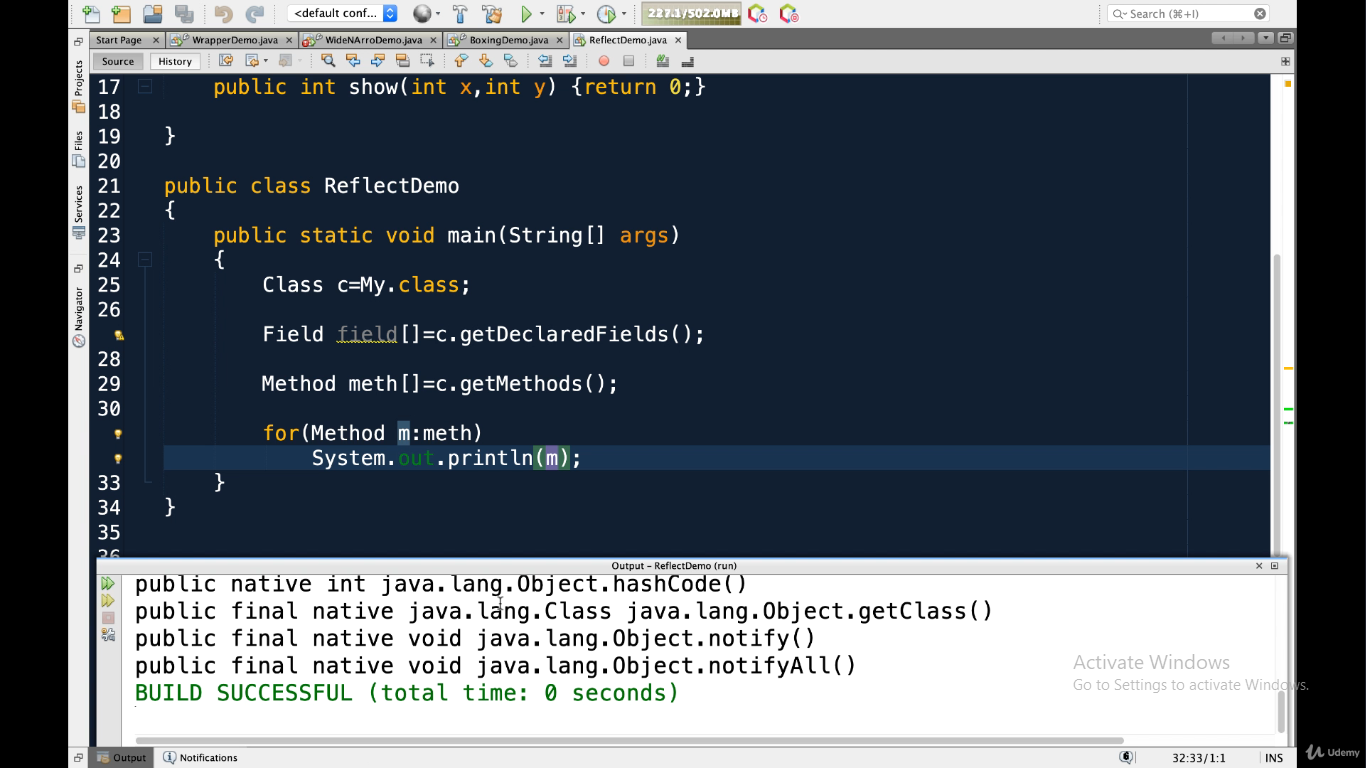 <default conf...
227.1/502.0MB
Search (⌘+I)
Start Page
WrapperDemo.java
WideNArroDemo.java
BoxingDemo.java
ReflectDemo.java
Source
History
Projects
Files
Services
Navigator
17 public int show(int x,int y) {return 0;}
18
19 }
20
21 public class ReflectDemo
22 {
23 public static void main(String[] args)
24 {
25 Class c=My.class;
26
Field field[]=c.getDeclaredFields();
28
29 Method meth[]=c.getMethods();
30
for(Method m:meth)
System.out.println(m);
33 }
34 }
35
36
Output – ReflectDemo (run)
public native int java.lang.Object.hashCode()
public final native java.lang.Class java.lang.Object.getClass()
public final native void java.lang.Object.notify()
public final native void java.lang.Object.notifyAll()
BUILD SUCCESSFUL (total time: 0 seconds)
Activate Windows
Go to Settings to activate Windows.
Output
Notifications
6
32:33/1:1
INS
Udemy